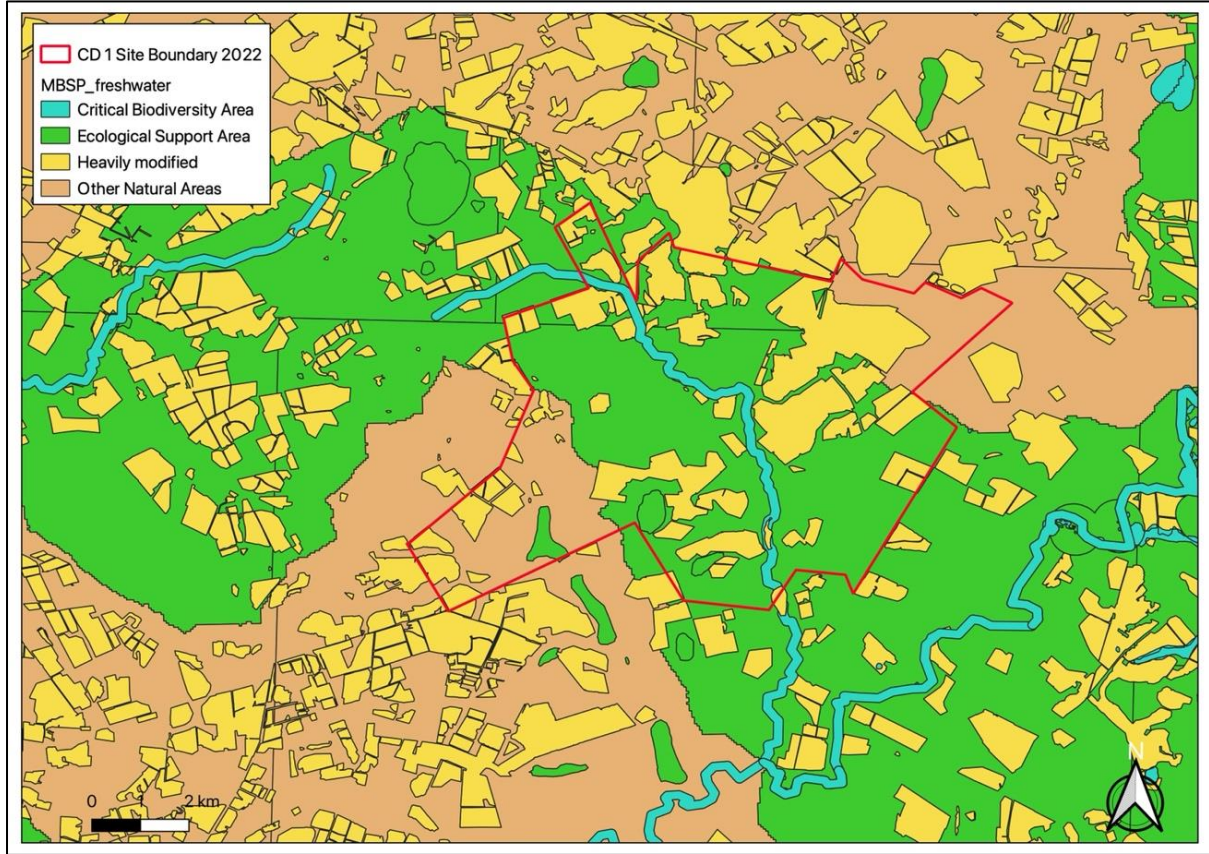 CD 1 Site Boundary 2022
MBSP_freshwater
Critical Biodiversity Area
Ecological Support Area
Heavily modified
Other Natural Areas
N
0 1 2 km